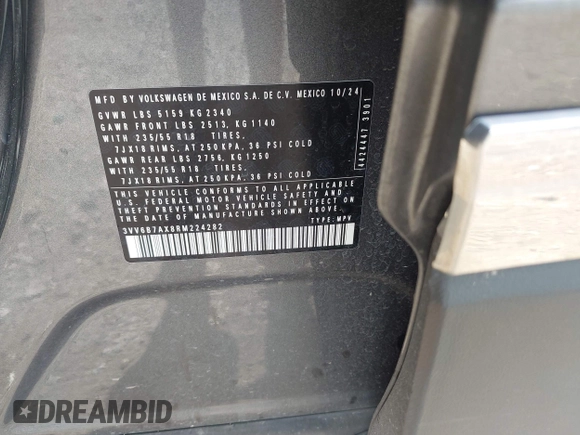 MFD BY VOLKSWAGEN DE MEXICO S.A. DE C.V. MEXICO 10/24
GVWR LBS 5159 KG 2340
GAWR FRONT LBS 2513, KG 1140
WITH 235/55 R18 TIRES,
7JX18 RIMS, AT 250 KPA, 36 PSI COLD
GAWR REAR LBS 2756, KG 1250
WITH 235/55 R18 TIRES,
7JX18 RIMS, AT 250 KPA, 36 PSI COLD
THIS VEHICLE CONFORMS TO ALL APPLICABLE
U.S. FEDERAL MOTOR VEHICLE SAFETY AND
THEFT PREVENTION STANDARDS IN EFFECT ON
THE DATE OF MANUFACTURE SHOWN ABOVE.
3VV6B7AX8RM224282 TYPE: MPV
4424447 3901
DREAMBID